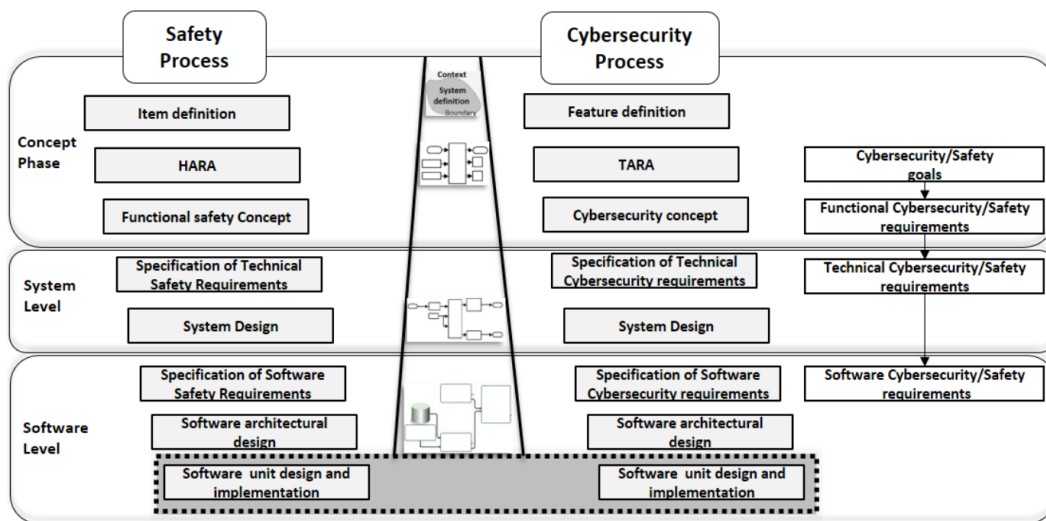 Safety
Process
Cybersecurity
Process
Context
System
definition
Boundary
Concept
Phase
Item definition
Feature definition
HARA
TARA
Cybersecurity/Safety
goals
Functional safety Concept
Cybersecurity concept
Functional Cybersecurity/Safety
requirements
System
Level
Specification of Technical
Safety Requirements
Specification of Technical
Cybersecurity requirements
Technical Cybersecurity/Safety
requirements
System Design
System Design
Software
Level
Specification of Software
Safety Requirements
Specification of Software
Cybersecurity requirements
Software Cybersecurity/Safety
requirements
Software architectural
design
Software architectural
design
Software unit design and
implementation
Software unit design and
implementation